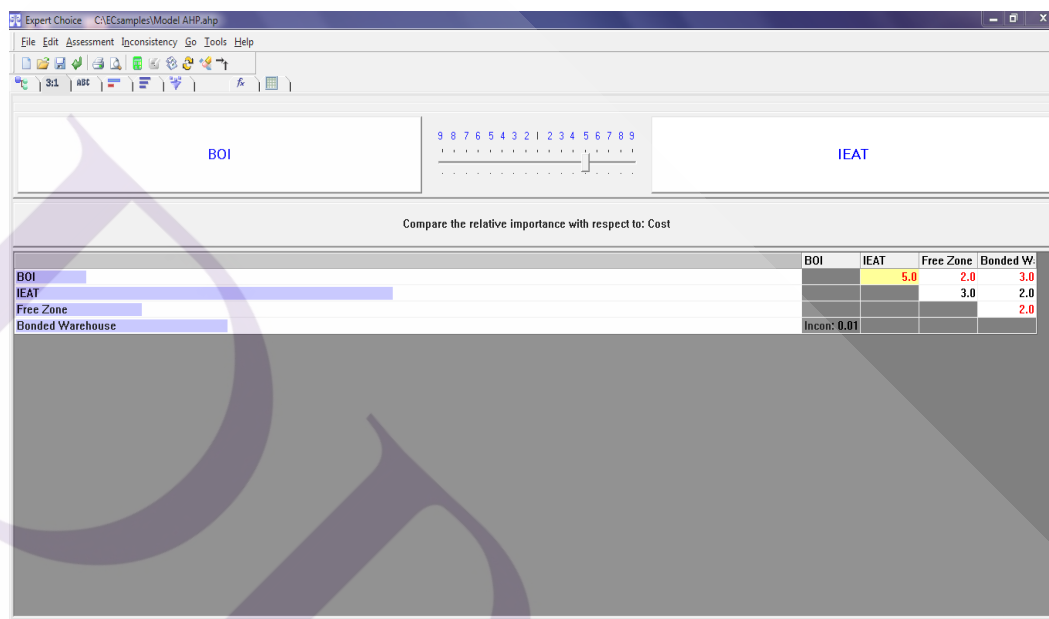 Expert Choice C:\ECsamples\Model AHP.ahp
File Edit Assessment Inconsistency Go Tools Help
3:1 ABC fx
9 8 7 6 5 4 3 2 1 2 3 4 5 6 7 8 9
BOI IEAT
Compare the relative importance with respect to: Cost
BOI IEAT Free Zone Bonded W:
BOI 5.0 2.0 3.0
IEAT 3.0 2.0
Free Zone 2.0
Bonded Warehouse Incon: 0.01